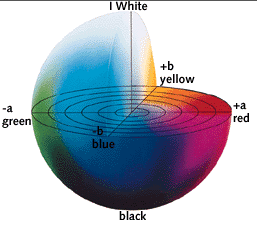 I White
+b
yellow
-a
green
+a
red
-b
blue
black